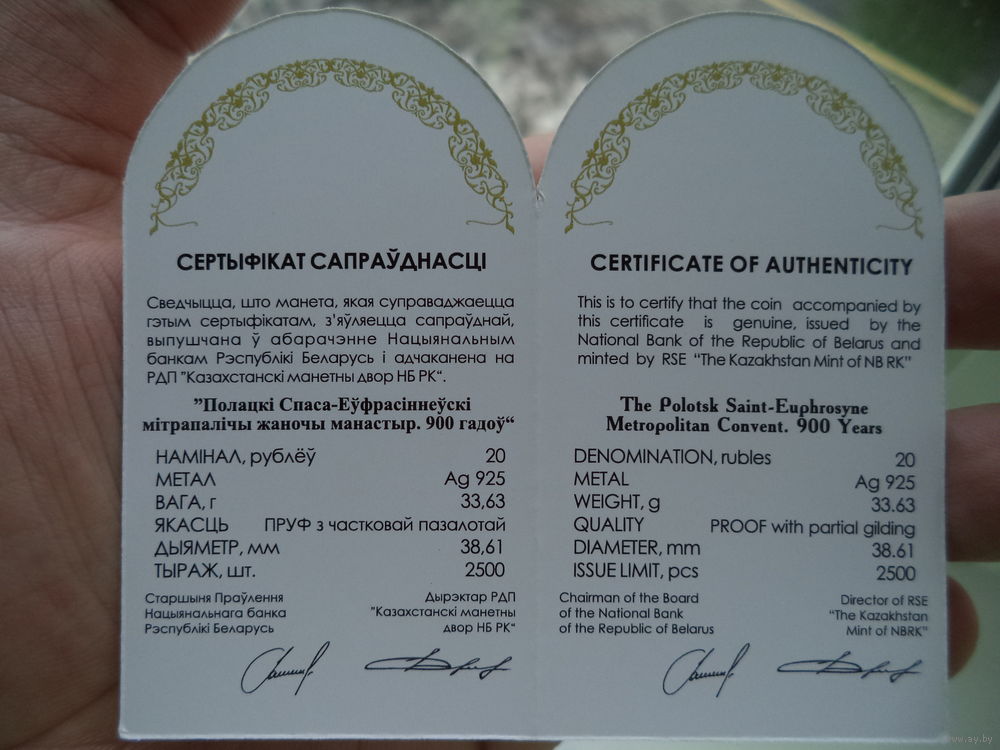 СЕРТЫФІКАТ САПРАЎДНАСЦІ
Сведчыцца, што манета, якая суправаджаецца
гэтым сертыфікатам, з'яўляецца сапраўднай,
выпушчана ў абарачэнне Нацыянальным
банкам Рэспублікі Беларусь і адчаканена на
РДП "Казахстанскі манетны двор НБ РК“.
”Полацкі Спаса-Еўфрасіннеўскі
мітрапалічы жаночы манастыр. 900 гадоў“
НАМІНАЛ, рублёў 20
МЕТАЛ Ag 925
ВАГА, г 33,63
ЯКАСЦЬ ПРУФ з частковай пазалотай
ДЫЯМЕТР, мм 38,61
ТЫРАЖ, шт. 2500
Старшыня Праўлення
Нацыянальнага банка
Рэспублікі Беларусь
Дырэктар РДП
"Казахстанскі манетны
двор НБ РК“
CERTIFICATE OF AUTHENTICITY
This is to certify that the coin accompanied by
this certificate is genuine, issued by the
National Bank of the Republic of Belarus and
minted by RSE “The Kazakhstan Mint of NB RK”
The Polotsk Saint-Euphrosyne
Metropolitan Convent. 900 Years
DENOMINATION, rubles 20
METAL Ag 925
WEIGHT, g 33.63
QUALITY PROOF with partial gilding
DIAMETER, mm 38.61
ISSUE LIMIT, pcs 2500
Chairman of the Board
of the National Bank
of the Republic of Belarus
Director of RSE
“The Kazakhstan
Mint of NBRK”
www.ay.by